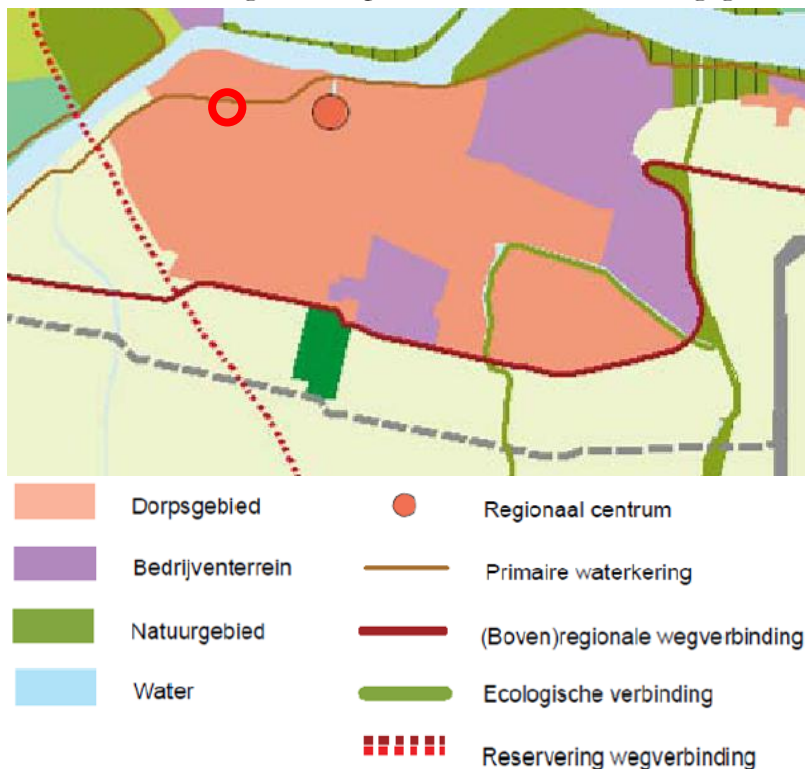 Dorpsgebied
Regionaal centrum
Bedrijventerrein
Primaire waterkering
Natuurgebied
(Boven)regionale wegverbinding
Water
Ecologische verbinding
Reservering wegverbinding